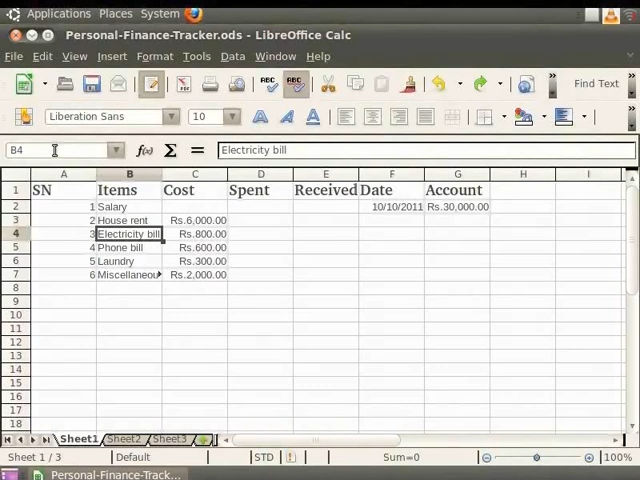 Applications Places System
Personal-Finance-Tracker.ods - LibreOffice Calc
File Edit View Insert Format Tools Data Window Help
ABC ABC Find Text
Liberation Sans 10 A A A
B4 f(x) Σ = Electricity bill
A B C D E F G H I
1 SN Items Cost Spent Received Date Account
2 1 Salary 10/10/2011 Rs.30,000.00
3 2 House rent Rs.6,000.00
4 3 Electricity bill Rs.800.00
5 4 Phone bill Rs.600.00
6 5 Laundry Rs.300.00
7 6 Miscellaneou Rs.2,000.00
8
9
10
11
12
13
14
15
16
17
18
Sheet1 Sheet2 Sheet3
Sheet 1 / 3 Default STD Sum=0 100%
Personal-Finance-Track...